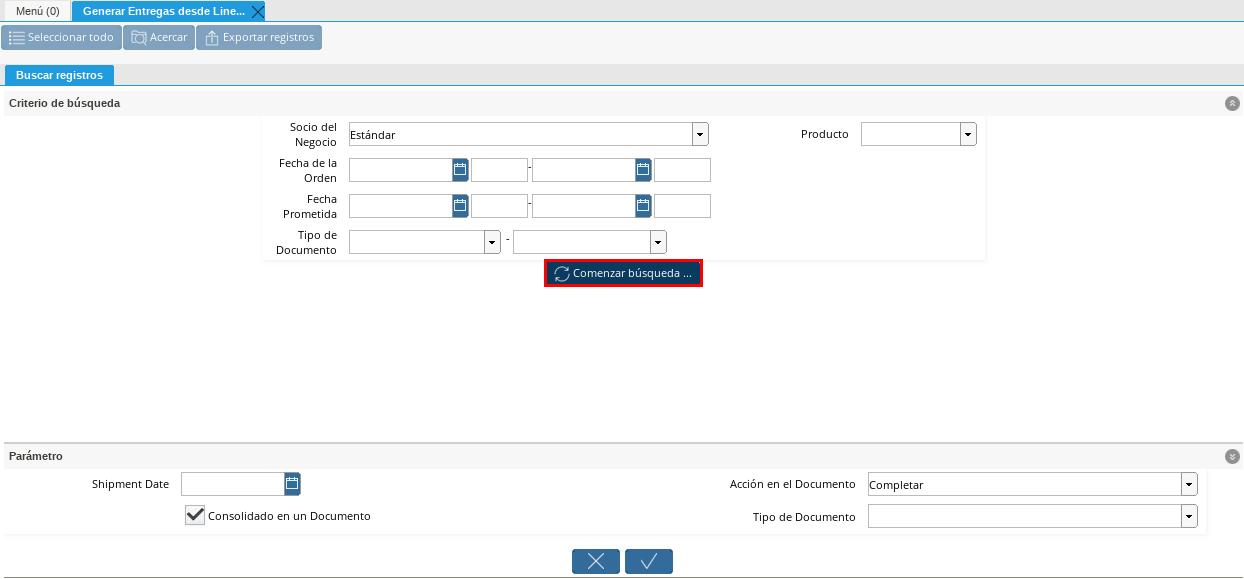 Menú (0)
Generar Entregas desde Line...
Seleccionar todo
Acercar
Exportar registros
Buscar registros
Criterio de búsqueda
Socio del
Negocio
Estándar
Producto
Fecha de la
Orden
-
Fecha
Prometida
-
Tipo de
Documento
-
Comenzar búsqueda ...
Parámetro
Shipment Date
Acción en el Documento
Completar
Consolidado en un Documento
Tipo de Documento